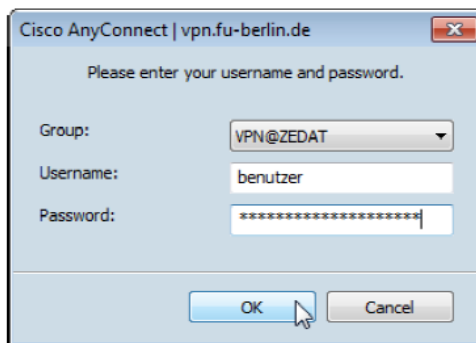 Cisco AnyConnect | vpn.fu-berlin.de
Please enter your username and password.
Group: VPN@ZEDAT
Username: benutzer
Password: ********************
OK Cancel